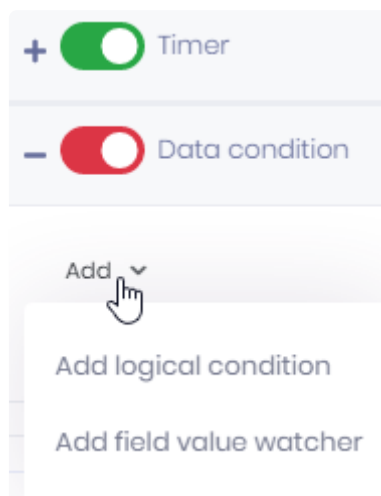 + Timer
– Data condition
Add
Add logical condition
Add field value watcher